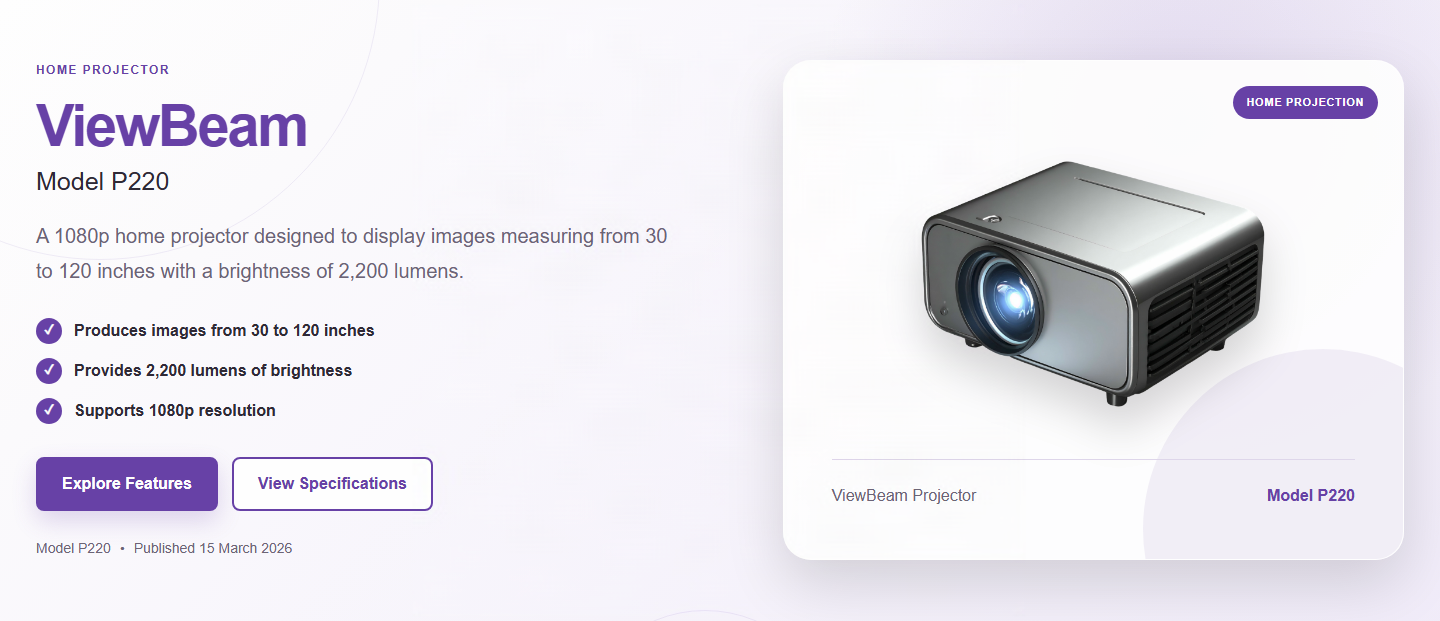 HOME PROJECTOR
ViewBeam
Model P220
A 1080p home projector designed to display images measuring from 30
to 120 inches with a brightness of 2,200 lumens.
✓ Produces images from 30 to 120 inches
✓ Provides 2,200 lumens of brightness
✓ Supports 1080p resolution
Explore Features
View Specifications
Model P220 • Published 15 March 2026
HOME PROJECTION
ViewBeam Projector
Model P220